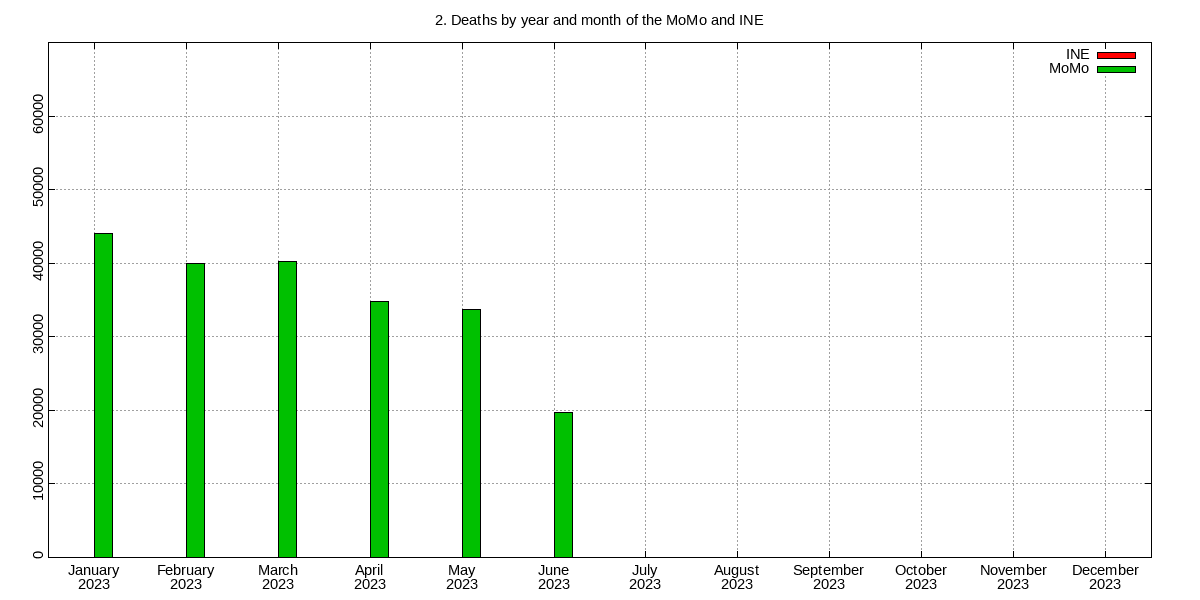 2. Deaths by year and month of the MoMo and INE
INE
MoMo
60000
50000
40000
30000
20000
10000
0
January February March April May June July August September October November December
2023 2023 2023 2023 2023 2023 2023 2023 2023 2023 2023 2023